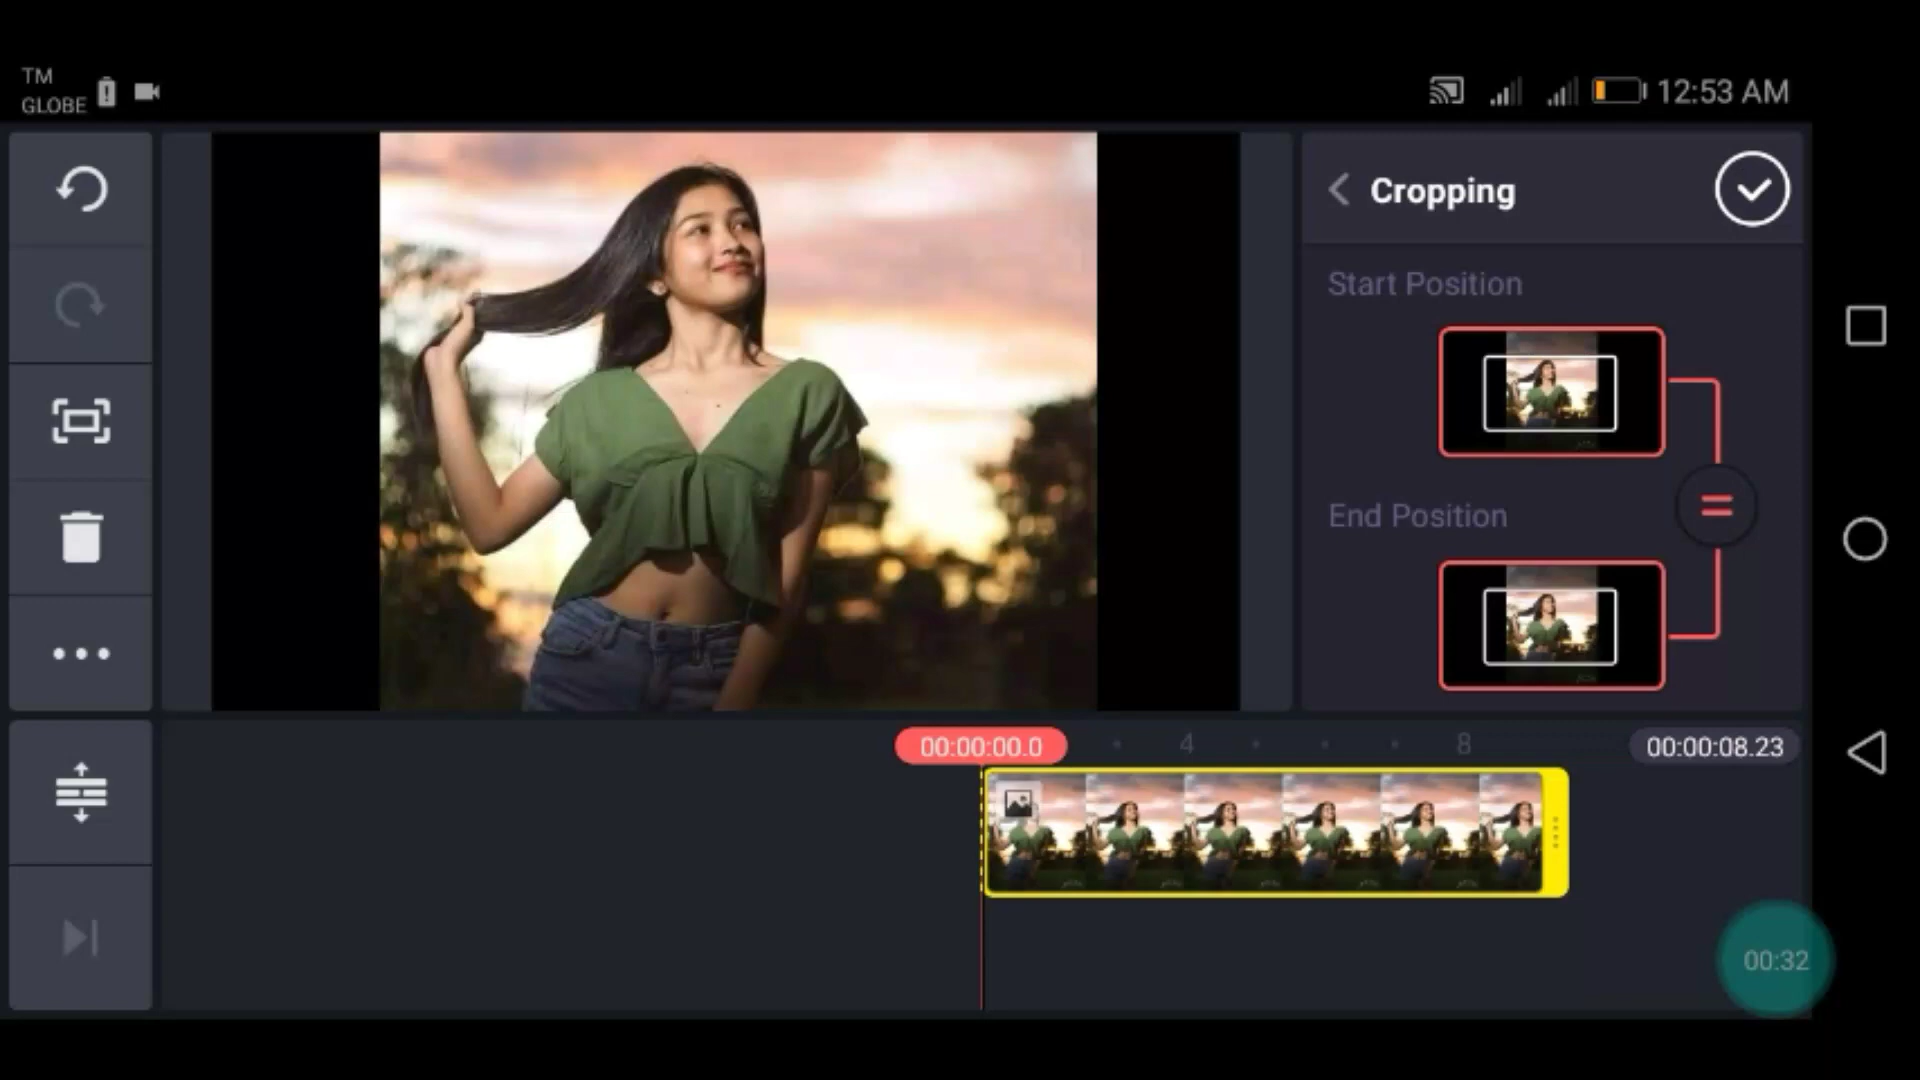 TM
GLOBE
12:53 AM
Cropping
Start Position
End Position
00:00:00.0
4
8
00:00:08.23
00:32